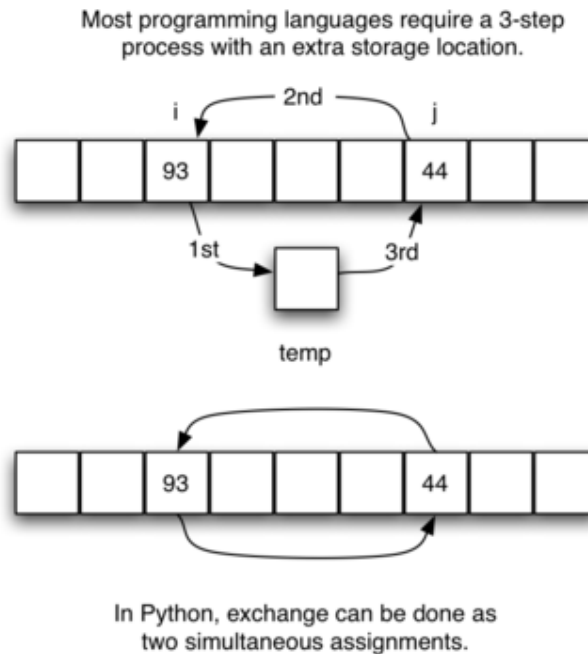 Most programming languages require a 3-step
process with an extra storage location.
2nd
i
j
93
44
1st
3rd
temp
93
44
In Python, exchange can be done as
two simultaneous assignments.